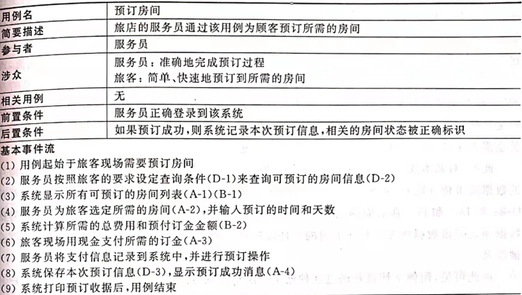 用例名 预订房间
简要描述 旅店的服务员通过该用例为顾客预订所需的房间
参与者 服务员
涉众 服务员：准确地完成预订过程
旅客：简单、快速地预订到所需的房间
相关用例 无
前置条件 服务员正确登录到该系统
后置条件 如果预订成功，则系统记录本次预订信息，相关的房间状态被正确标识
基本事件流
(1) 用例起始于旅客现场需要预订房间
(2) 服务员按照旅客的要求设定查询条件(D-1)来查询可预订的房间信息(D-2)
(3) 系统显示所有可预订的房间列表(A-1)(B-1)
(4) 服务员为旅客选定所需的房间(A-2)，并输入预订的时间和天数
(5) 系统计算所需的总费用和预付订金金额(B-2)
(6) 旅客现场用现金支付所需的订金(A-3)
(7) 服务员将支付信息记录到系统中，并进行预订操作
(8) 系统保存本次预订信息(D-3)，显示预订成功消息(A-4)
(9) 系统打印预订收据后，用例结束